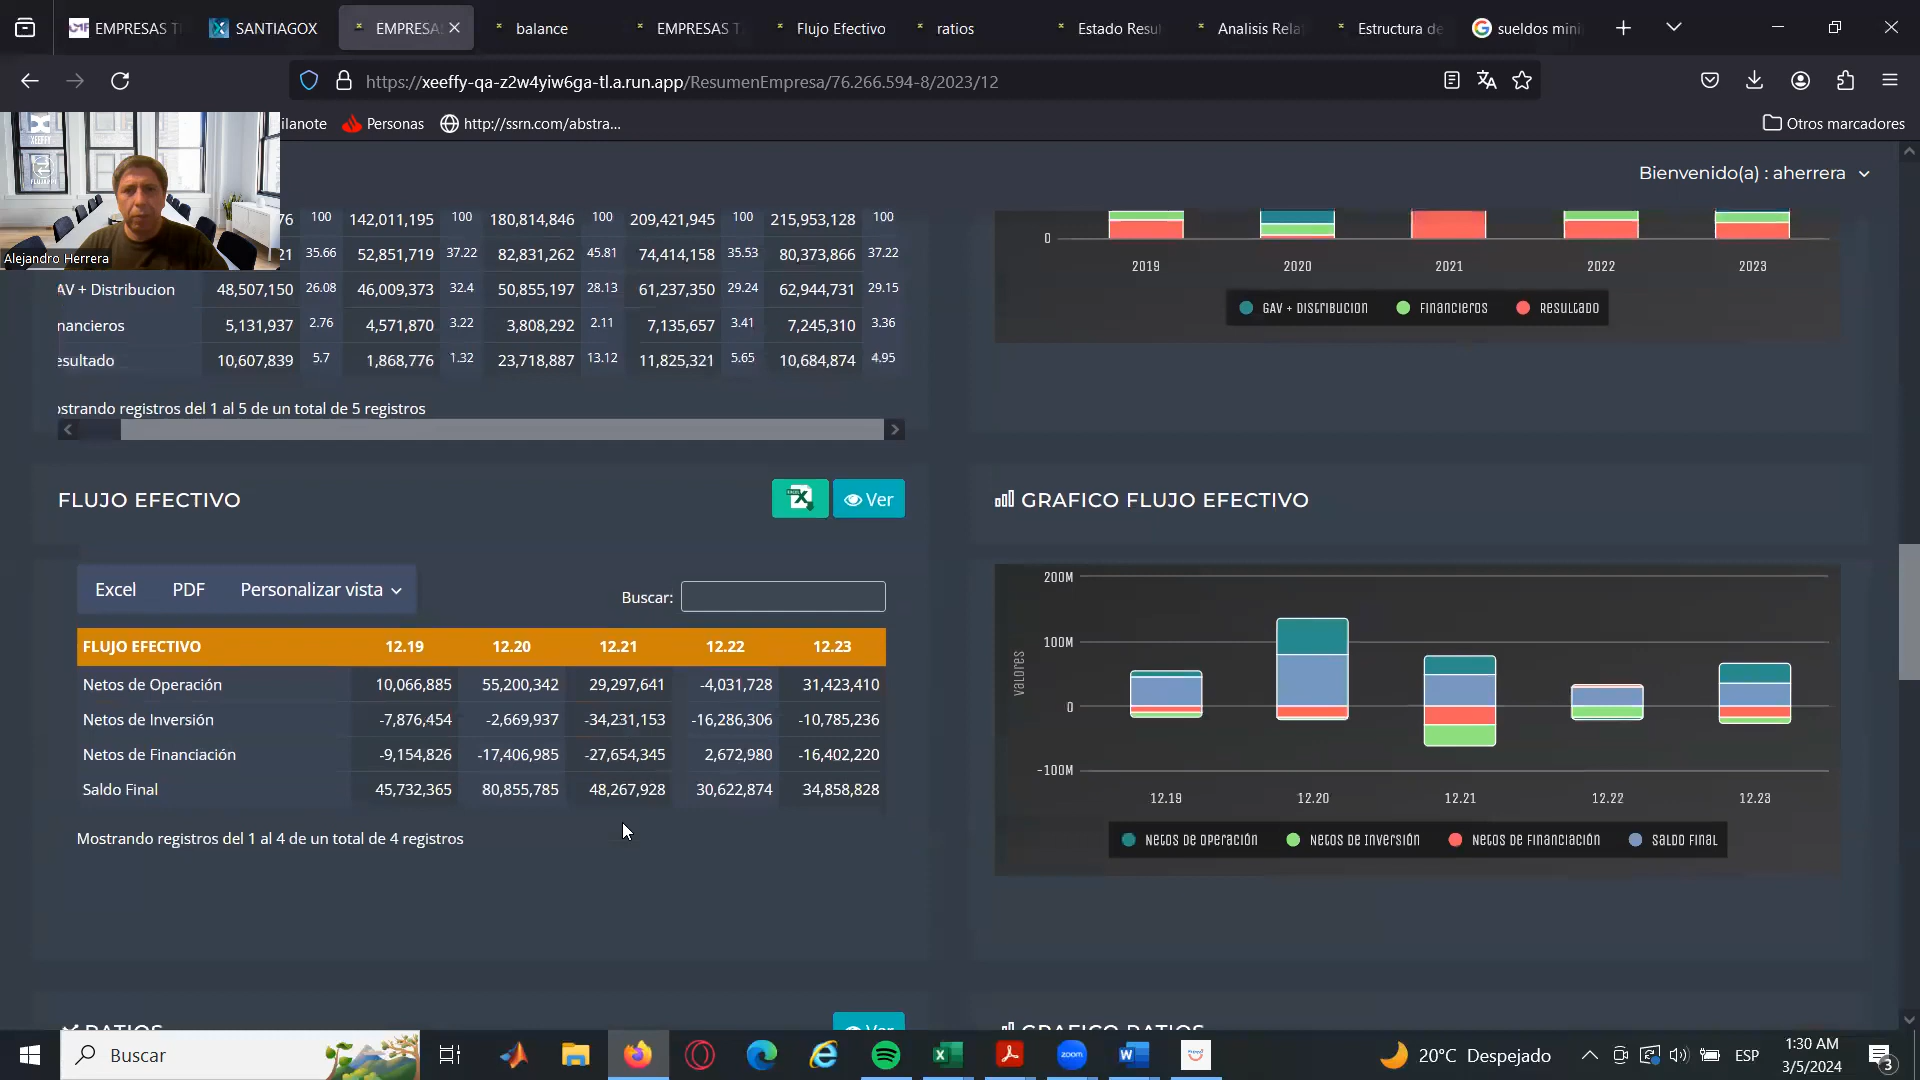 EMPRESAS T
SANTIAGOX
EMPRESA
balance
EMPRESAS T
Flujo Efectivo
ratios
Estado Resu
Analisis Rela
Estructura de
sueldos mini
https://xeeffy-qa-z2w4yiw6ga-tl.a.run.app/ResumenEmpresa/76.266.594-8/2023/12
ilanote
Personas
http://ssrn.com/abstra...
Otros marcadores
XEEFFY
Alejandro Herrera
Bienvenido(a) : aherrera
76 100 142,011,195 100 180,814,846 100 209,421,945 100 215,953,128 100
21 35.66 52,851,719 37.22 82,831,262 45.81 74,414,158 35.53 80,373,866 37.22
AV + Distribucion 48,507,150 26.08 46,009,373 32.4 50,855,197 28.13 61,237,350 29.24 62,944,731 29.15
nancieros 5,131,937 2.76 4,571,870 3.22 3,808,292 2.11 7,135,657 3.41 7,245,310 3.36
esultado 10,607,839 5.7 1,868,776 1.32 23,718,887 13.12 11,825,321 5.65 10,684,874 4.95
ostrando registros del 1 al 5 de un total de 5 registros
0
2019 2020 2021 2022 2023
GAV + Distribucion Financieros Resultado
FLUJO EFECTIVO
Ver
GRAFICO FLUJO EFECTIVO
Excel PDF Personalizar vista
Buscar:
FLUJO EFECTIVO 12.19 12.20 12.21 12.22 12.23
Netos de Operación 10,066,885 55,200,342 29,297,641 -4,031,728 31,423,410
Netos de Inversión -7,876,454 -2,669,937 -34,231,153 -16,286,306 -10,785,236
Netos de Financiación -9,154,826 -17,406,985 -27,654,345 2,672,980 -16,402,220
Saldo Final 45,732,365 80,855,785 48,267,928 30,622,874 34,858,828
Mostrando registros del 1 al 4 de un total de 4 registros
Valores
200M
100M
0
-100M
12.19 12.20 12.21 12.22 12.23
Netos de Operación Netos de Inversión Netos de Financiación Saldo Final
RATIOS
Ver
GRAFICO RATIOS
Buscar
zoom
20°C Despejado
ESP
1:30 AM
3/5/2024
3